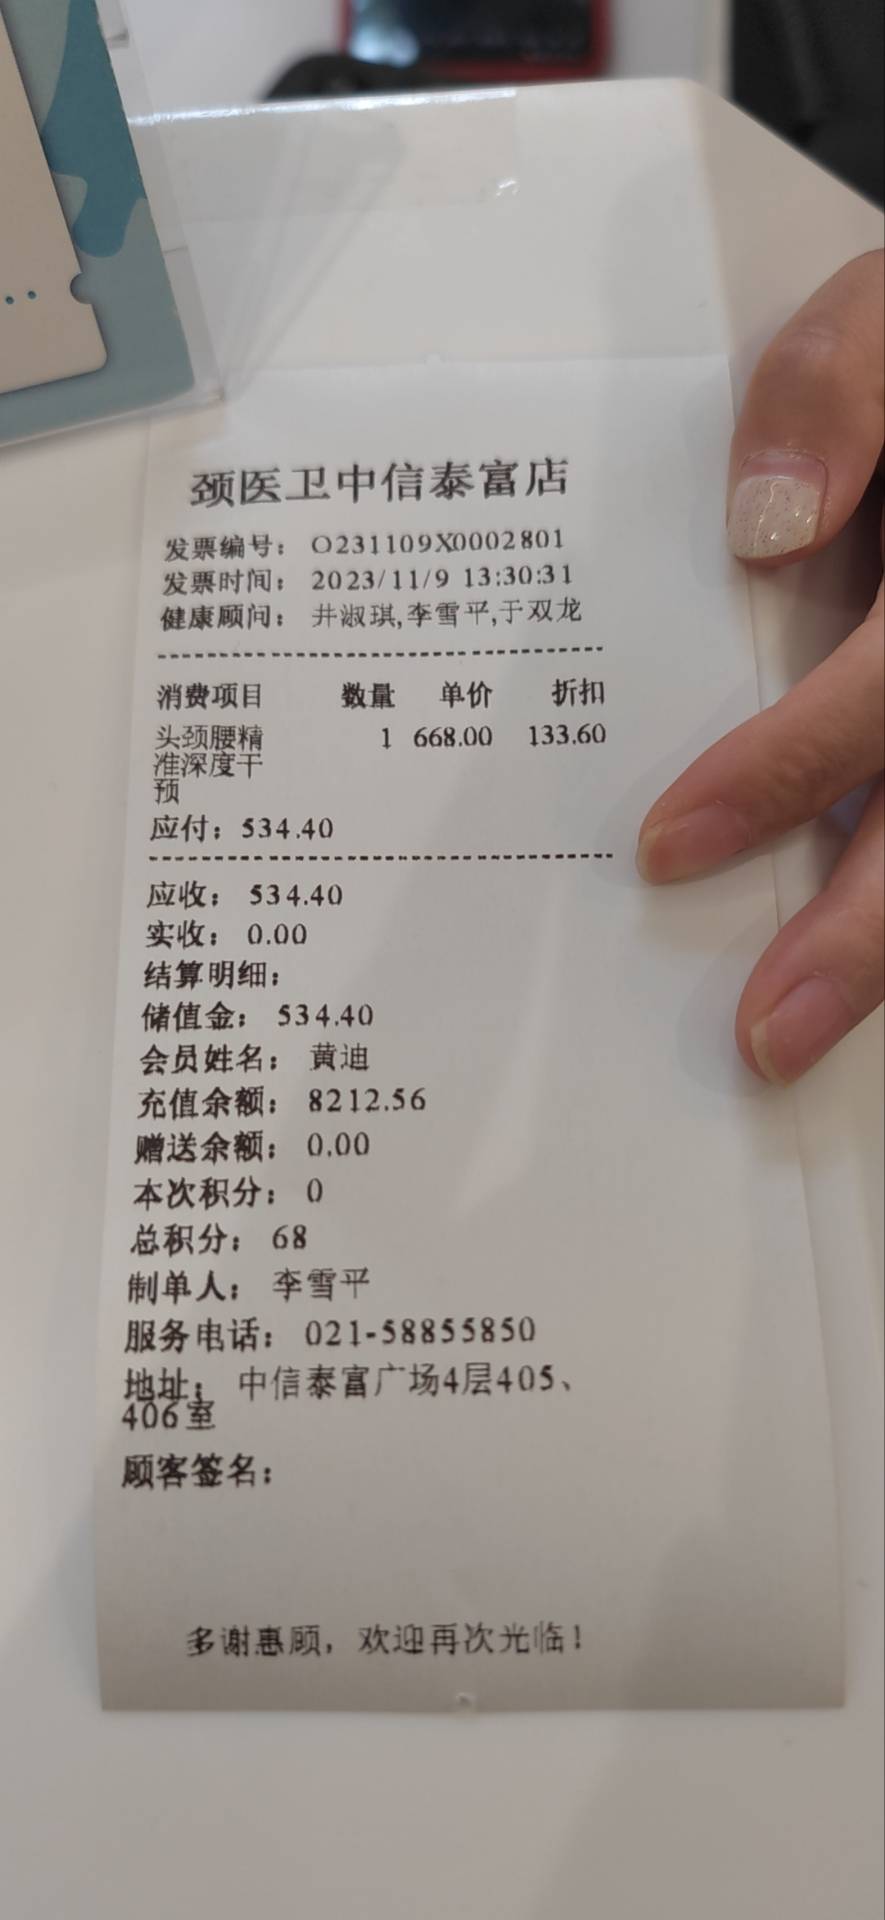 颈医卫中信泰富店
发票编号： O231109X0002801
发票时间： 2023/11/9 13:30:31
健康顾问： 井淑琪,李雪平,于双龙
消费项目 数量 单价 折扣
头颈腰精 1 668.00 133.60
准深度干
预
应付：534.40
应收： 534.40
实收： 0.00
结算明细：
储值金： 534.40
会员姓名： 黄迪
充值余额： 8212.56
赠送余额： 0.00
本次积分： 0
总积分： 68
制单人： 李雪平
服务电话： 021-58855850
地址： 中信泰富广场4层405、
406室
顾客签名：
多谢惠顾，欢迎再次光临！